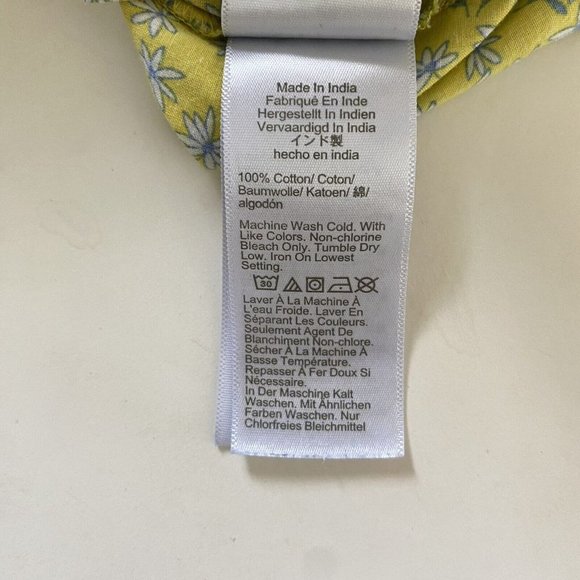 Made In India
Fabriqué En Inde
Hergestellt In Indien
Vervaardigd In India
インド製
hecho en india
100% Cotton/ Coton/
Baumwolle/ Katoen/ 綿/
algodón
Machine Wash Cold. With
Like Colors. Non-chlorine
Bleach Only. Tumble Dry
Low. Iron On Lowest
Setting.
30
Laver À La Machine À
L'eau Froide. Laver En
Séparant Les Couleurs.
Seulement Agent De
Blanchiment Non-chlore.
Sécher À La Machine À
Basse Température.
Repasser À Fer Doux Si
Nécessaire.
In Der Maschine Kalt
Waschen. Mit Ähnlichen
Farben Waschen. Nur
Chlorfreies Bleichmittel